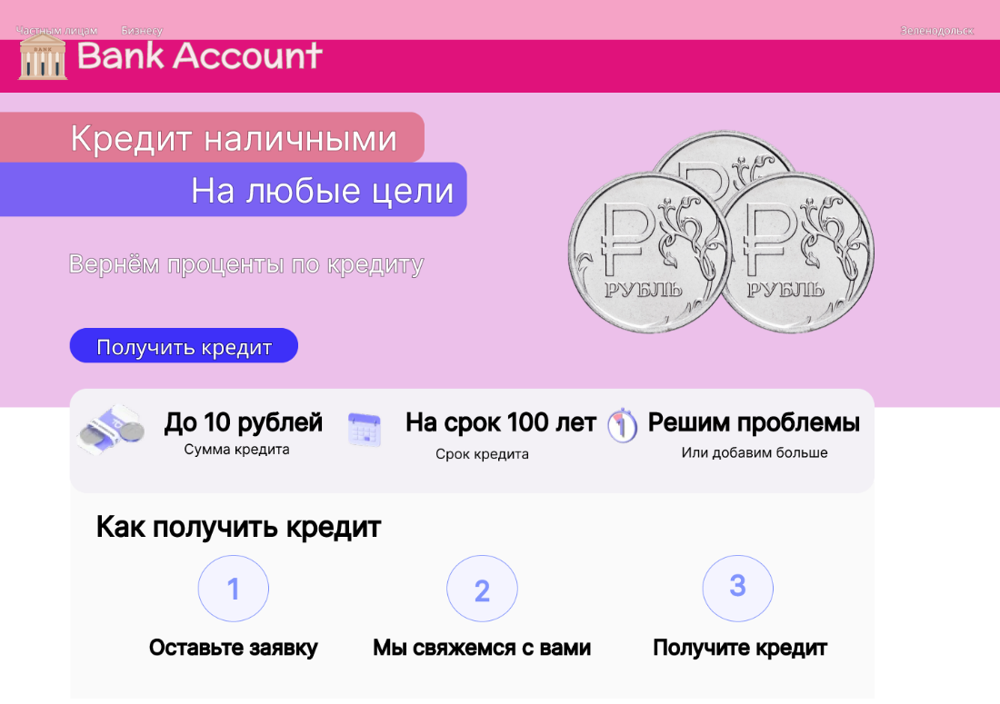 Частным лицам Бизнесу Зеленодольск
BANK
Bank Account
Кредит наличными
На любые цели
Вернём проценты по кредиту
РУБЛЬ РУБЛЬ
Получить кредит
До 10 рублей На срок 100 лет Решим проблемы
Сумма кредита Срок кредита Или добавим больше
Как получить кредит
1 2 3
Оставьте заявку Мы свяжемся с вами Получите кредит